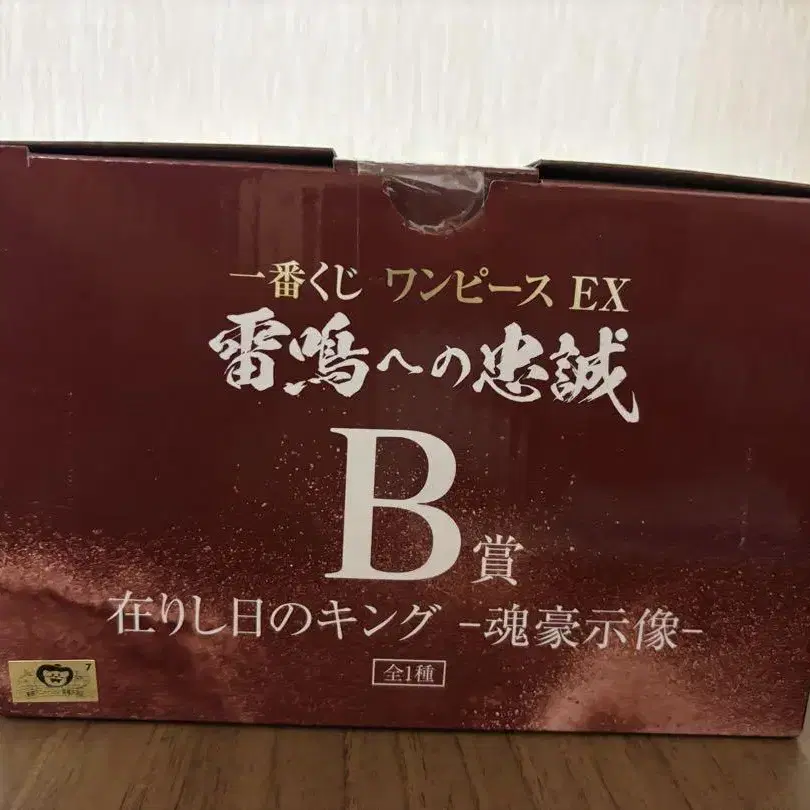 一番くじ ワンピース EX
雷鳴への忠誠
B賞
在りし日のキング -魂豪示像-
全1種
7